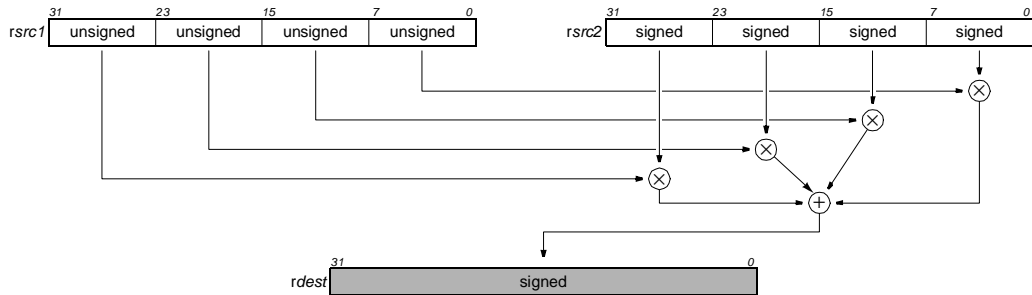 31 23 15 7 0 31 23 15 7 0
rsrc1 unsigned unsigned unsigned unsigned rsrc2 signed signed signed signed
× 
×
×
×
+
31 0
rdest signed